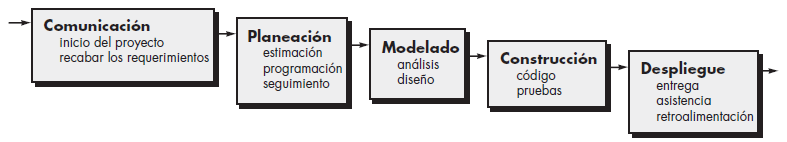 Comunicación
inicio del proyecto
recabar los requerimientos
Planeación
estimación
programación
seguimiento
Modelado
análisis
diseño
Construcción
código
pruebas
Despliegue
entrega
asistencia
retroalimentación